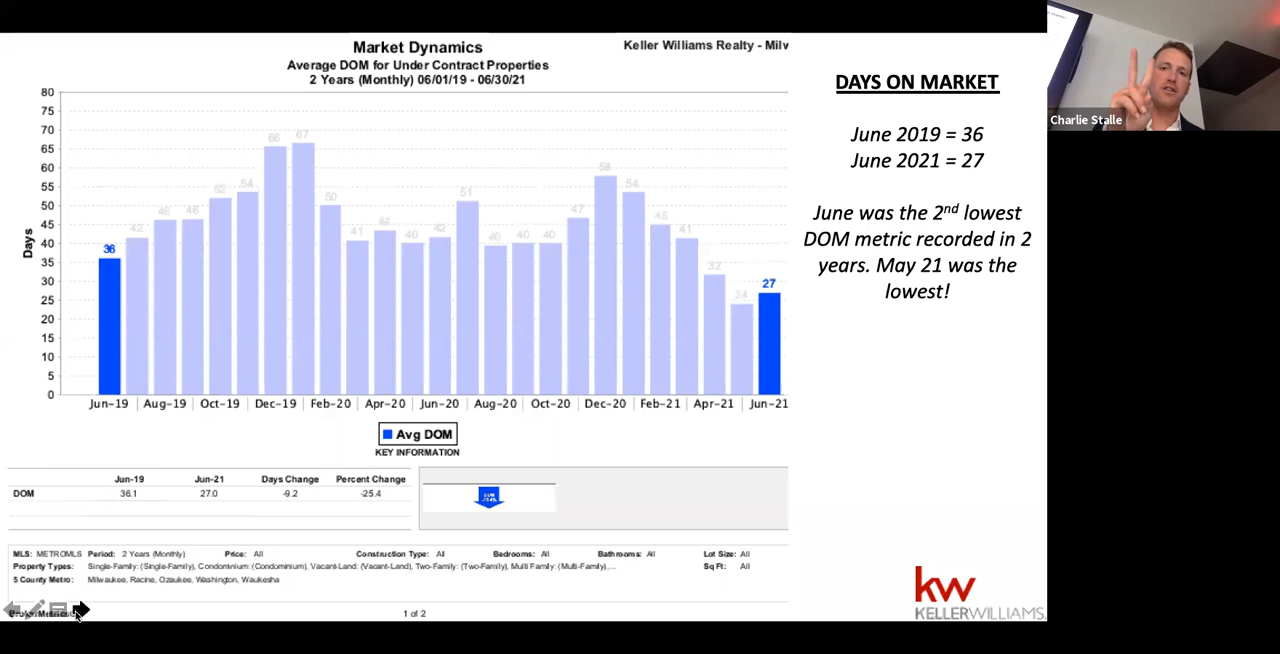 Market Dynamics
Keller Williams Realty - Milw
Average DOM for Under Contract Properties
2 Years (Monthly) 06/01/19 - 06/30/21
80
75
70
65
60
55
50
45
40
35
30
25
20
15
10
5
0
Days
36 42 46 46 52 54 66 67 50 41 44 40 42 51 40 40 40 47 58 54 45 41 32 24 27
Jun-19 Aug-19 Oct-19 Dec-19 Feb-20 Apr-20 Jun-20 Aug-20 Oct-20 Dec-20 Feb-21 Apr-21 Jun-21
Avg DOM
KEY INFORMATION
Jun-19 Jun-21 Days Change Percent Change
DOM 36.1 27.0 -9.2 -25.4
MLS: METROMLS Period: 2 Years (Monthly) Price: All Construction Type: All Bedrooms: All Bathrooms: All Lot Size: All
Property Types: Single-Family: (Single-Family), Condominium: (Condominium), Vacant-Land: (Vacant-Land), Two-Family: (Two-Family), Multi Family: (Multi-Family),... Sq Ft: All
5 County Metro: Milwaukee, Racine, Ozaukee, Washington, Waukesha
1 of 2
DAYS ON MARKET
June 2019 = 36
June 2021 = 27
June was the 2nd lowest
DOM metric recorded in 2
years. May 21 was the
lowest!
kw
KELLERWILLIAMS.
Charlie Stalle